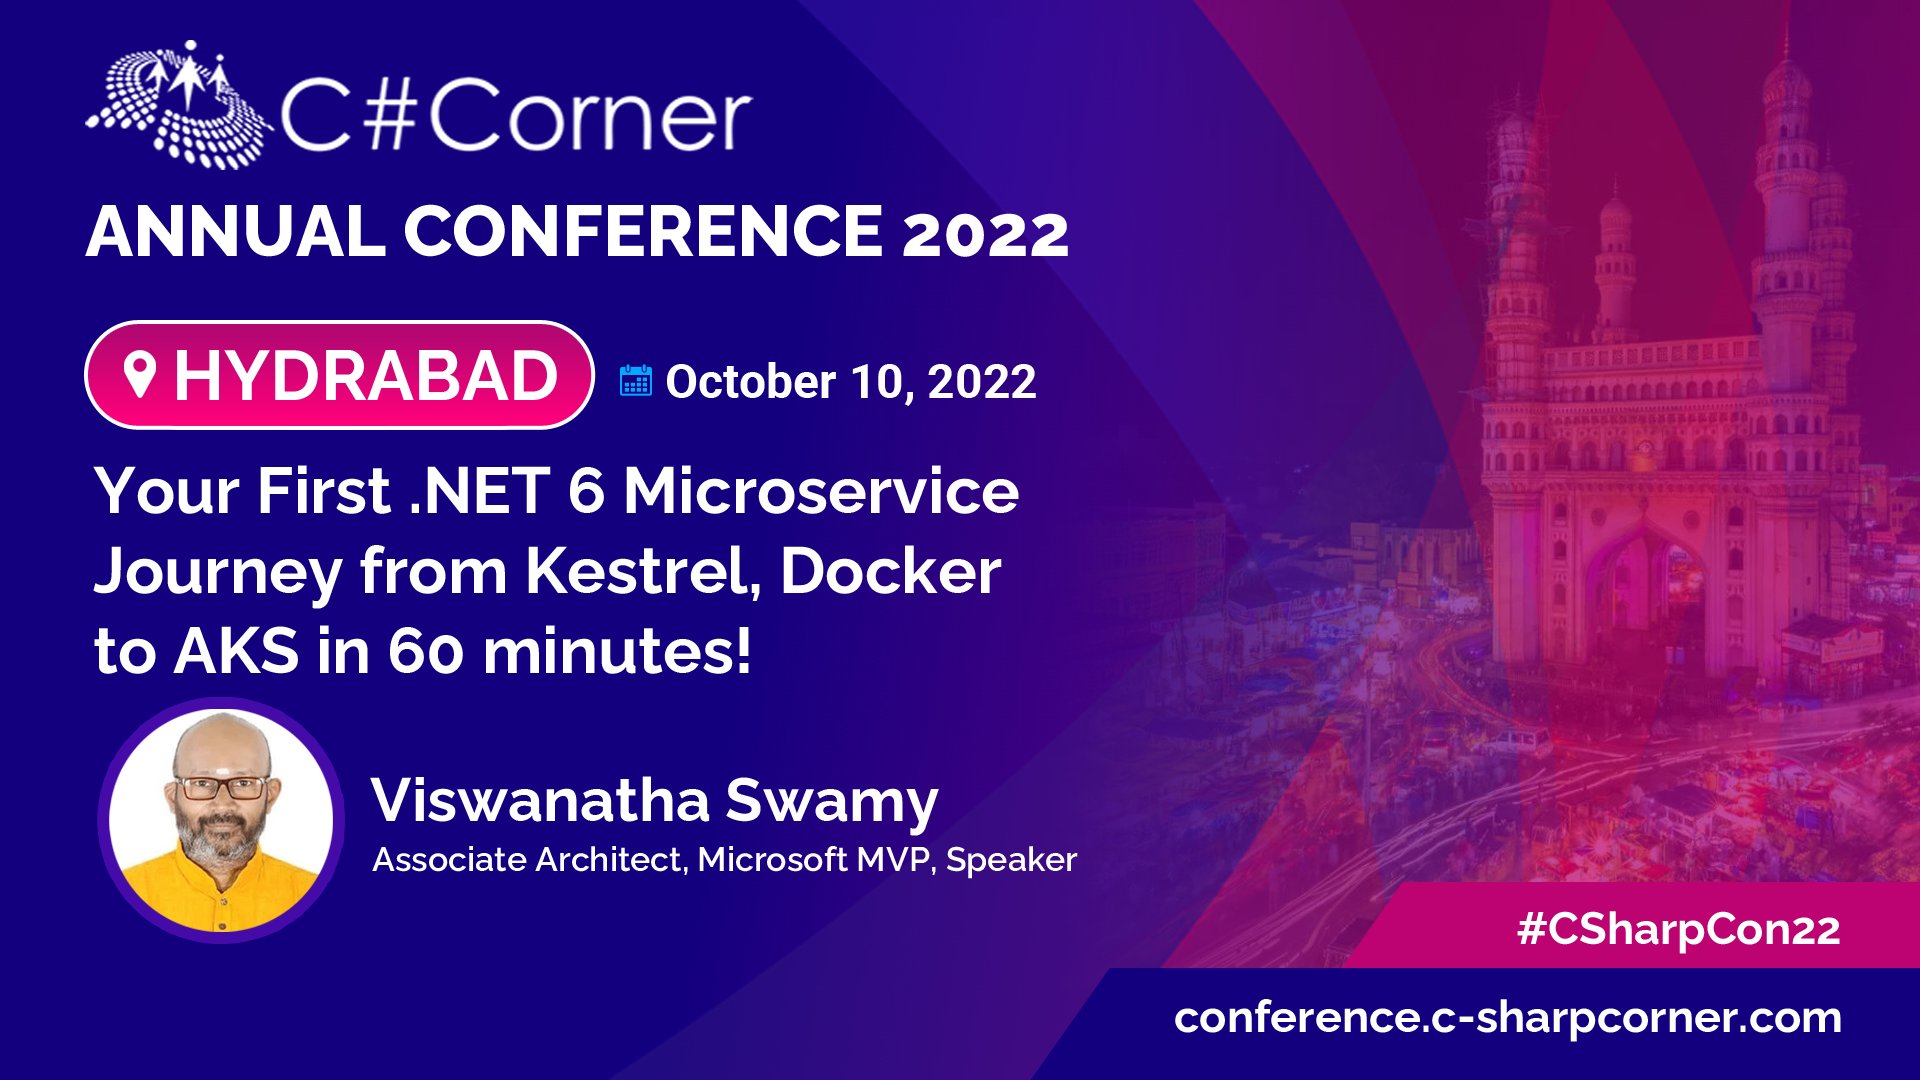 C#Corner
ANNUAL CONFERENCE 2022
HYDRABAD
October 10, 2022
Your First .NET 6 Microservice
Journey from Kestrel, Docker
to AKS in 60 minutes!
Viswanatha Swamy
Associate Architect, Microsoft MVP, Speaker
#CSharpCon22
conference.c-sharpcorner.com